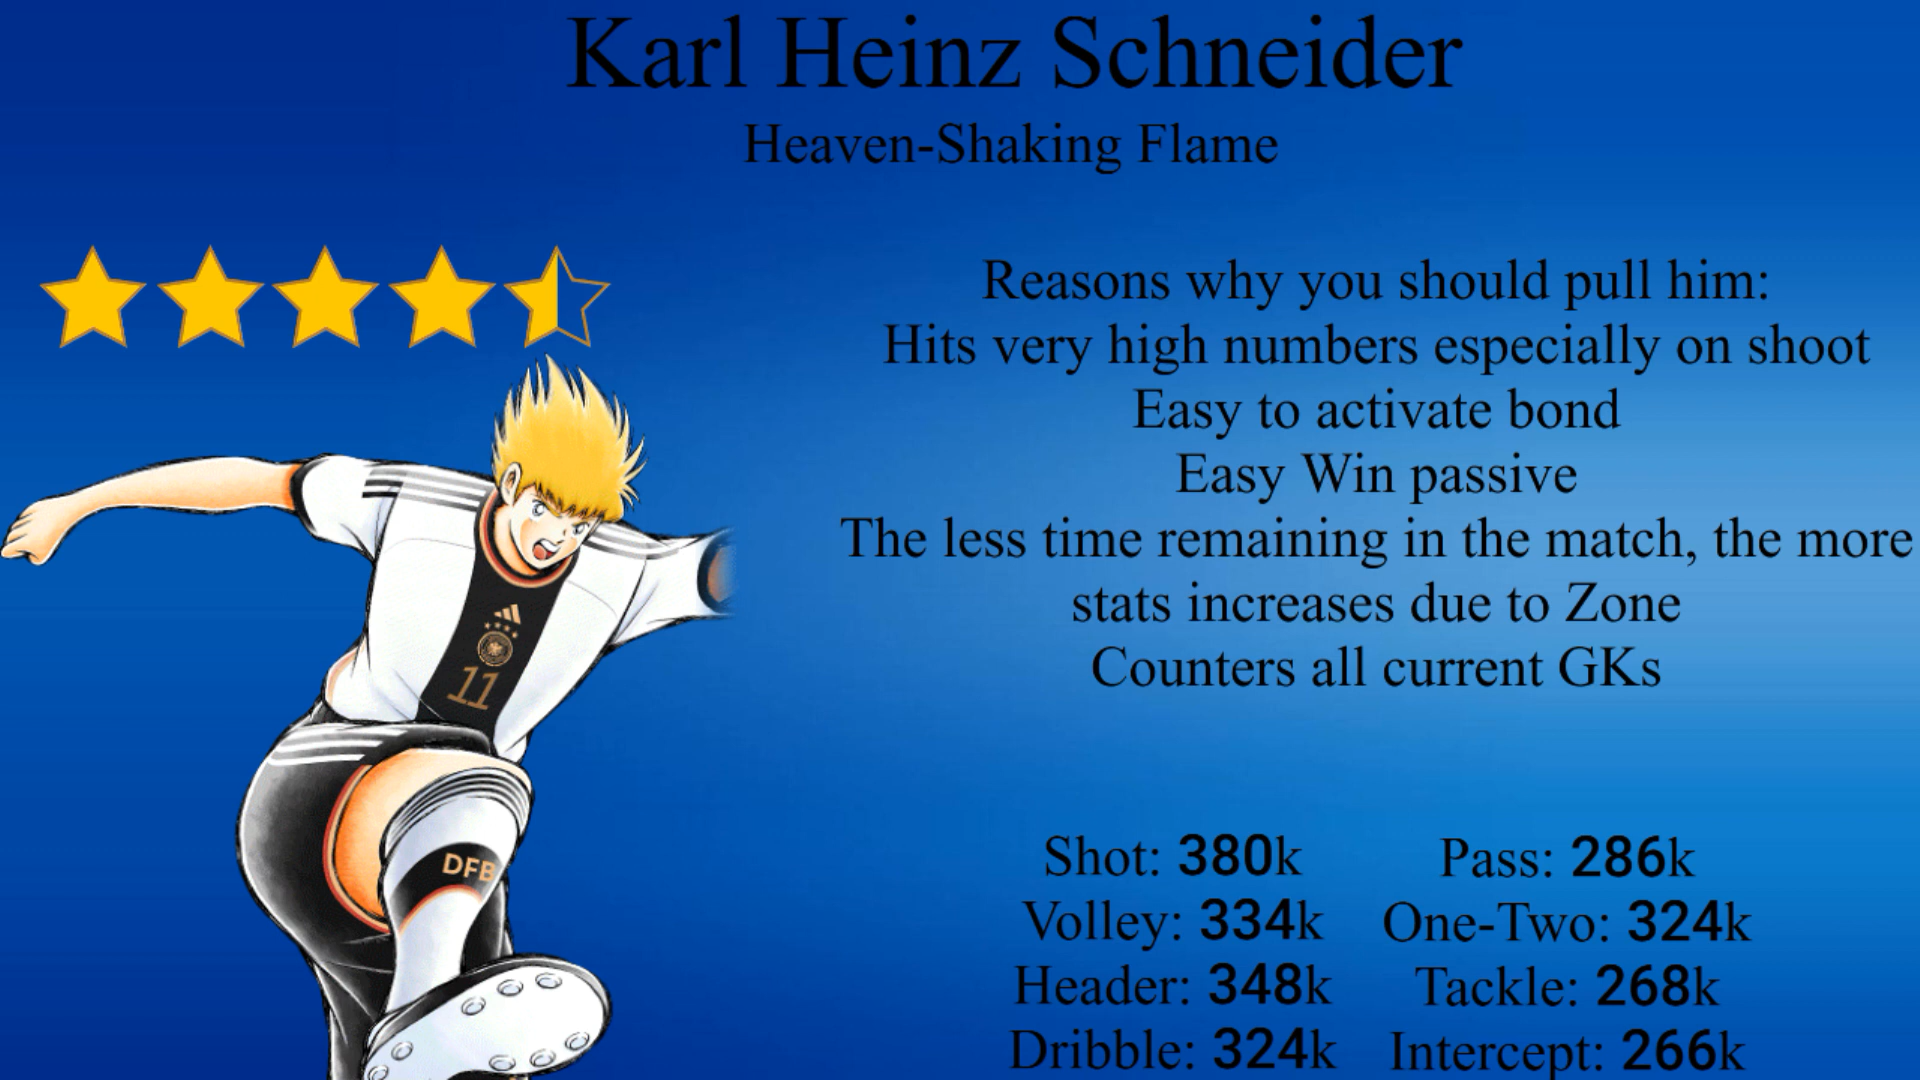 Karl Heinz Schneider
Heaven-Shaking Flame
Reasons why you should pull him:
Hits very high numbers especially on shoot
Easy to activate bond
Easy Win passive
The less time remaining in the match, the more
stats increases due to Zone
Counters all current GKs
11
DFB
Shot: 380k
Volley: 334k
Header: 348k
Dribble: 324k
Pass: 286k
One-Two: 324k
Tackle: 268k
Intercept: 266k